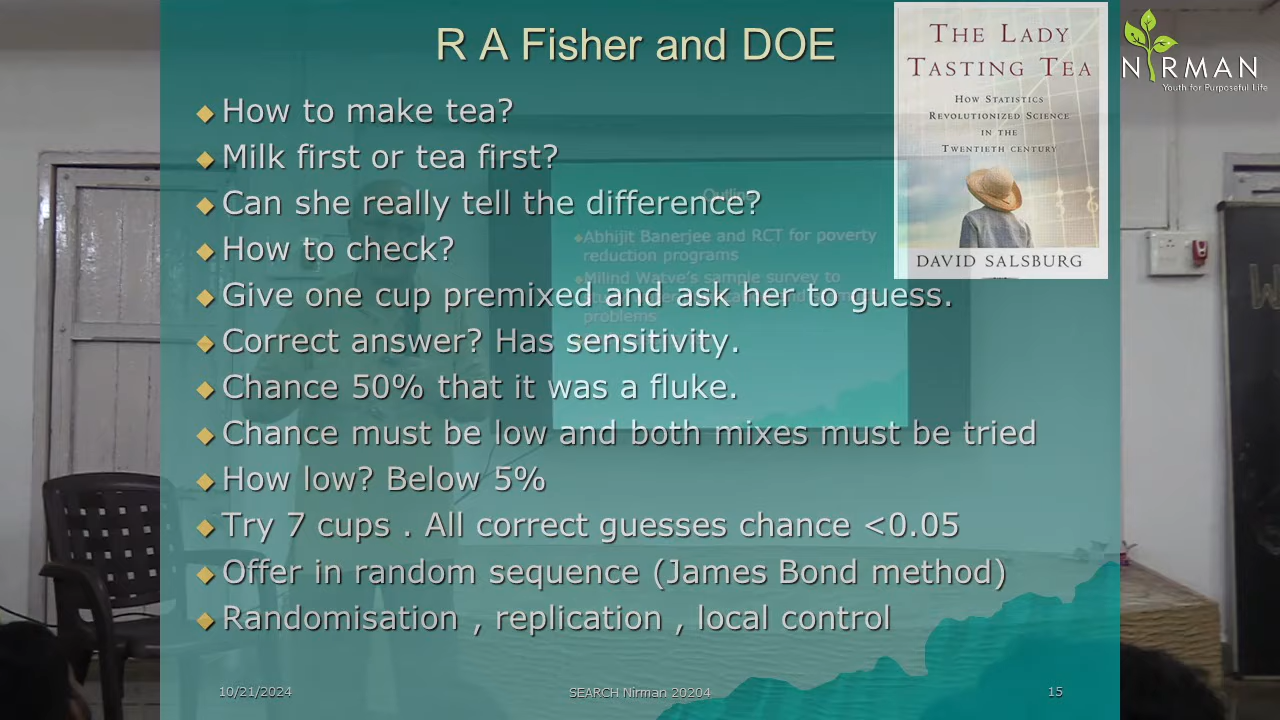 R A Fisher and DOE
THE LADY
TASTING TEA
HOW STATISTICS
REVOLUTIONIZED SCIENCE
IN THE
TWENTIETH CENTURY
DAVID SALSBURG
NIRMAN
Youth for Purposeful Life
How to make tea?
Milk first or tea first?
Can she really tell the difference?
How to check?
Give one cup premixed and ask her to guess.
Correct answer? Has sensitivity.
Chance 50% that it was a fluke.
Chance must be low and both mixes must be tried
How low? Below 5%
Try 7 cups . All correct guesses chance <0.05
Offer in random sequence (James Bond method)
Randomisation , replication , local control
Outline
Abhijit Banerjee and RCT for poverty
reduction programs
Milind Watve's sample survey to
problems
10/21/2024
SEARCH Nirman 20204
15